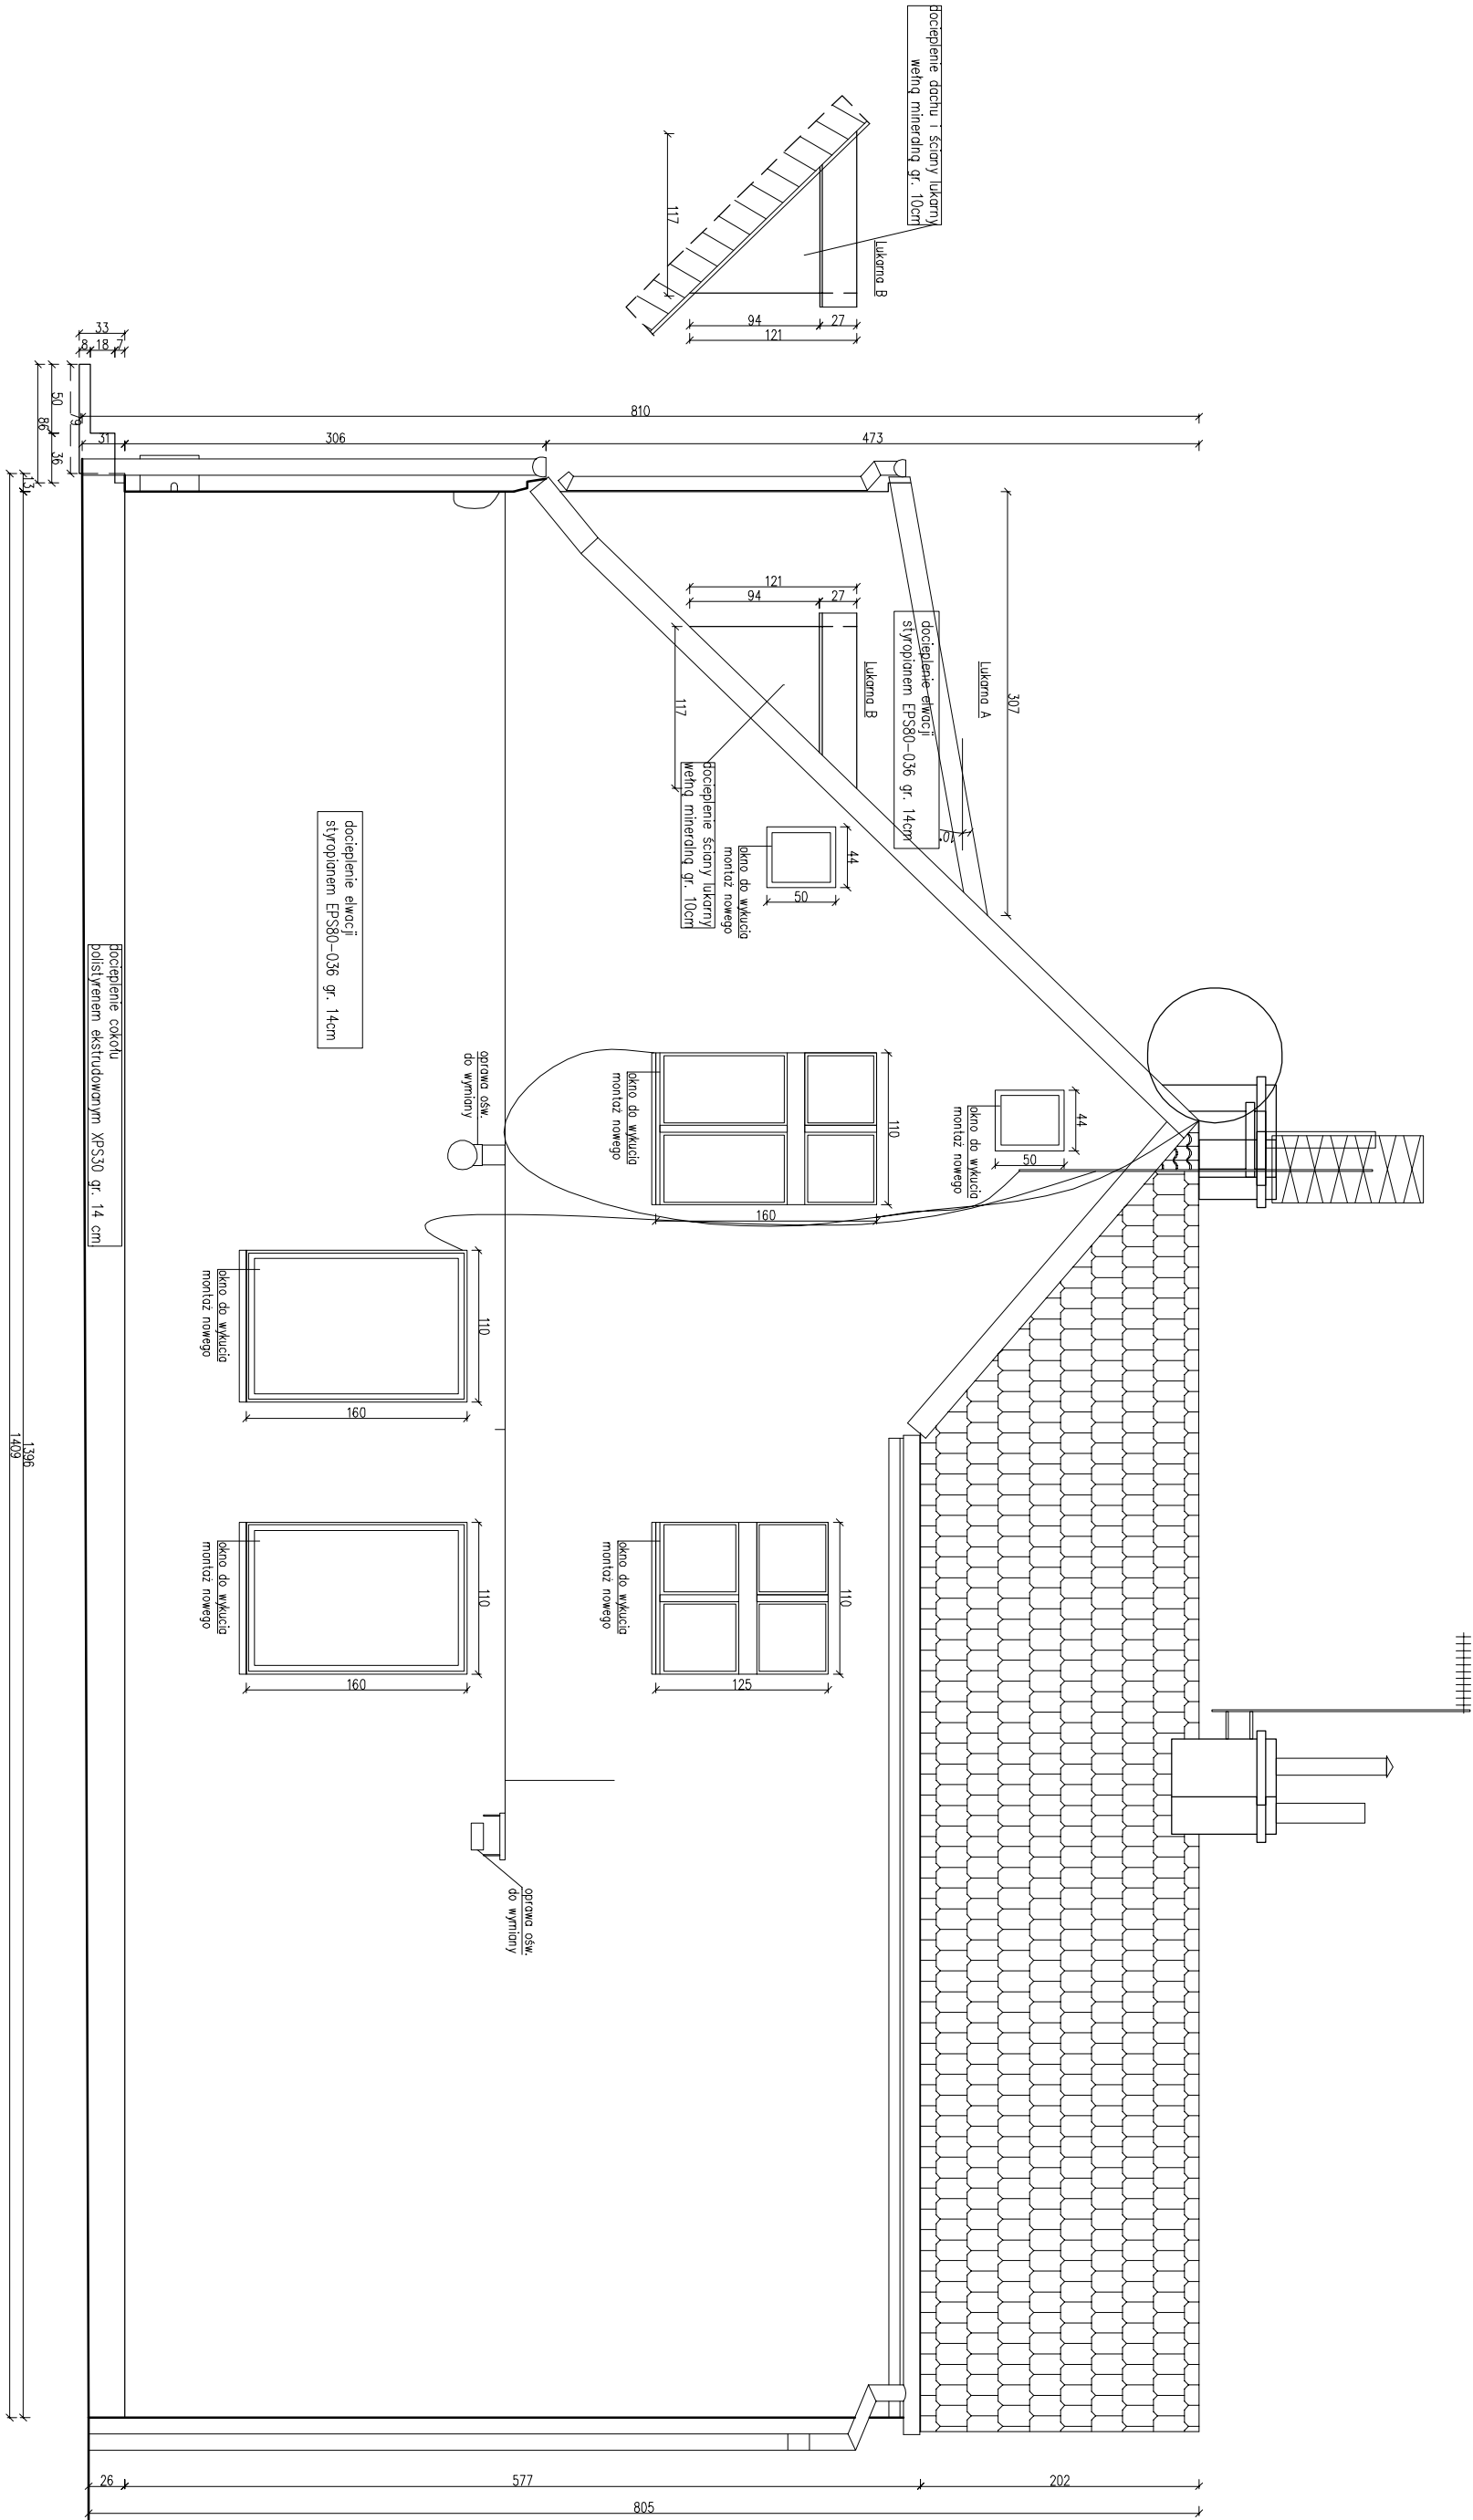 docieplenie dachu i ściany lukarny
wełną mineralną gr. 10cm
Lukarna B
117
94
27
121
33
8
18
7
50
36
86
79
13
31
306
473
810
Lukarna A
307
10°
docieplenie elwacji
styropianem EPS80-036 gr. 14cm
121
94
27
Lukarna B
117
docieplenie ściany lukarny
wełną mineralną gr. 10cm
44
50
okno do wykucia
montaż nowego
44
50
okno do wykucia
montaż nowego
110
160
okno do wykucia
montaż nowego
docieplenie elwacji
styropianem EPS80-036 gr. 14cm
oprawa ośw.
do wymiany
docieplenie cokołu
polistyrenem ekstrudowanym XPS30 gr. 14 cm
110
160
okno do wykucia
montaż nowego
110
160
okno do wykucia
montaż nowego
110
125
okno do wykucia
montaż nowego
oprawa ośw.
do wymiany
1396
1409
26
577
202
805